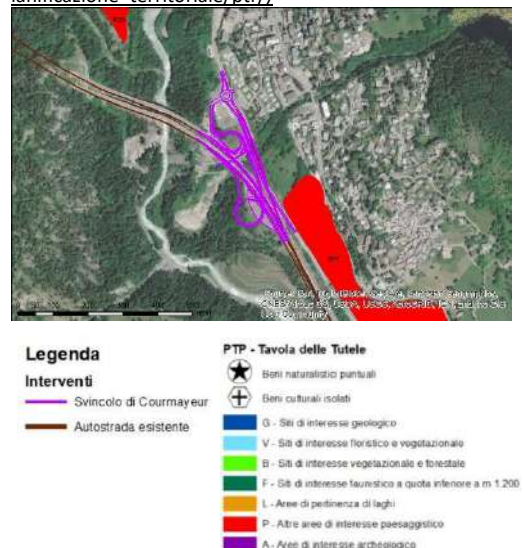 ianificazione_territoriale/ptp/)
Legenda
Interventi
Svincolo di Courmayeur
Autostrada esistente
PTP - Tavola delle Tutele
Beni naturalistici puntuali
Beni culturali isolati
G - Siti di interesse geologico
V - Siti di interesse floristico e vegetazionale
B - Siti di interesse vegetazionale e forestale
F - Siti di interesse faunistico a quota inferiore a m 1.200
L - Aree di pertinenza di laghi
P - Altre aree di interesse paesaggistico
A - Aree di interesse archeologico